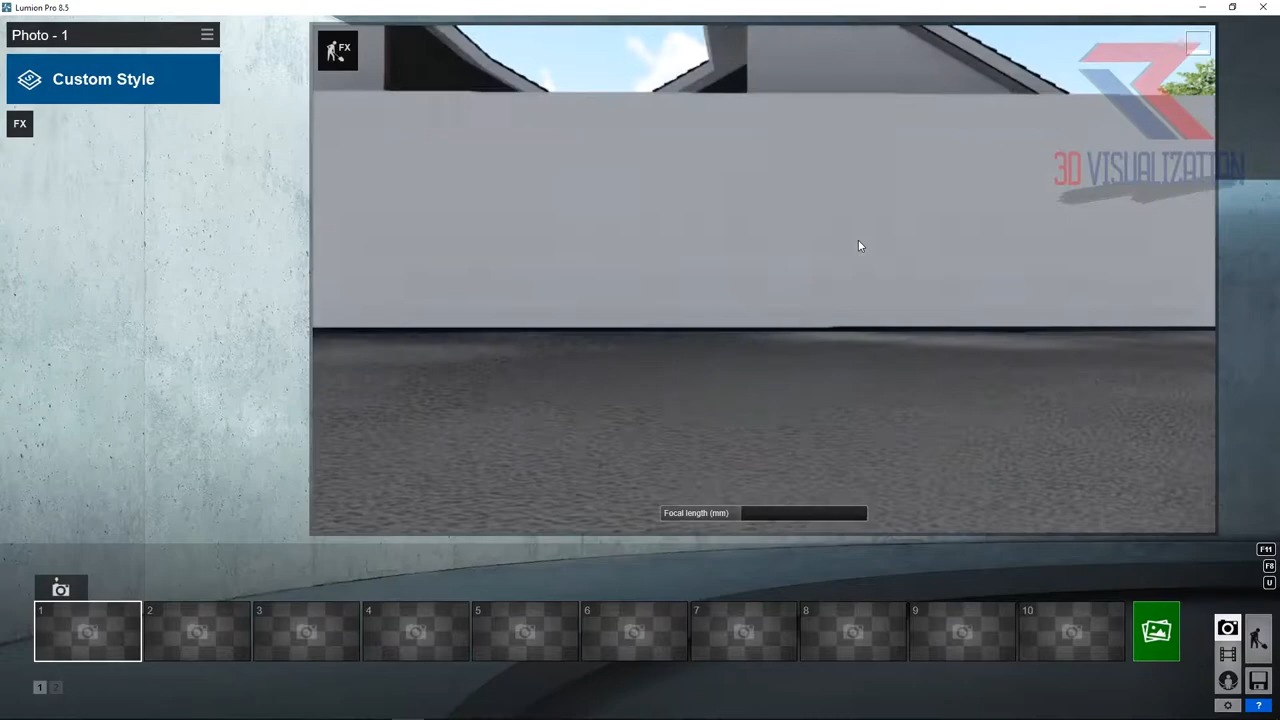 Lumion Pro 8.5
Photo - 1
Custom Style
FX
FX
3D VISUALIZATION
Focal length (mm)
F11
F8
U
1
2
3
4
5
6
7
8
9
10
1
2
?